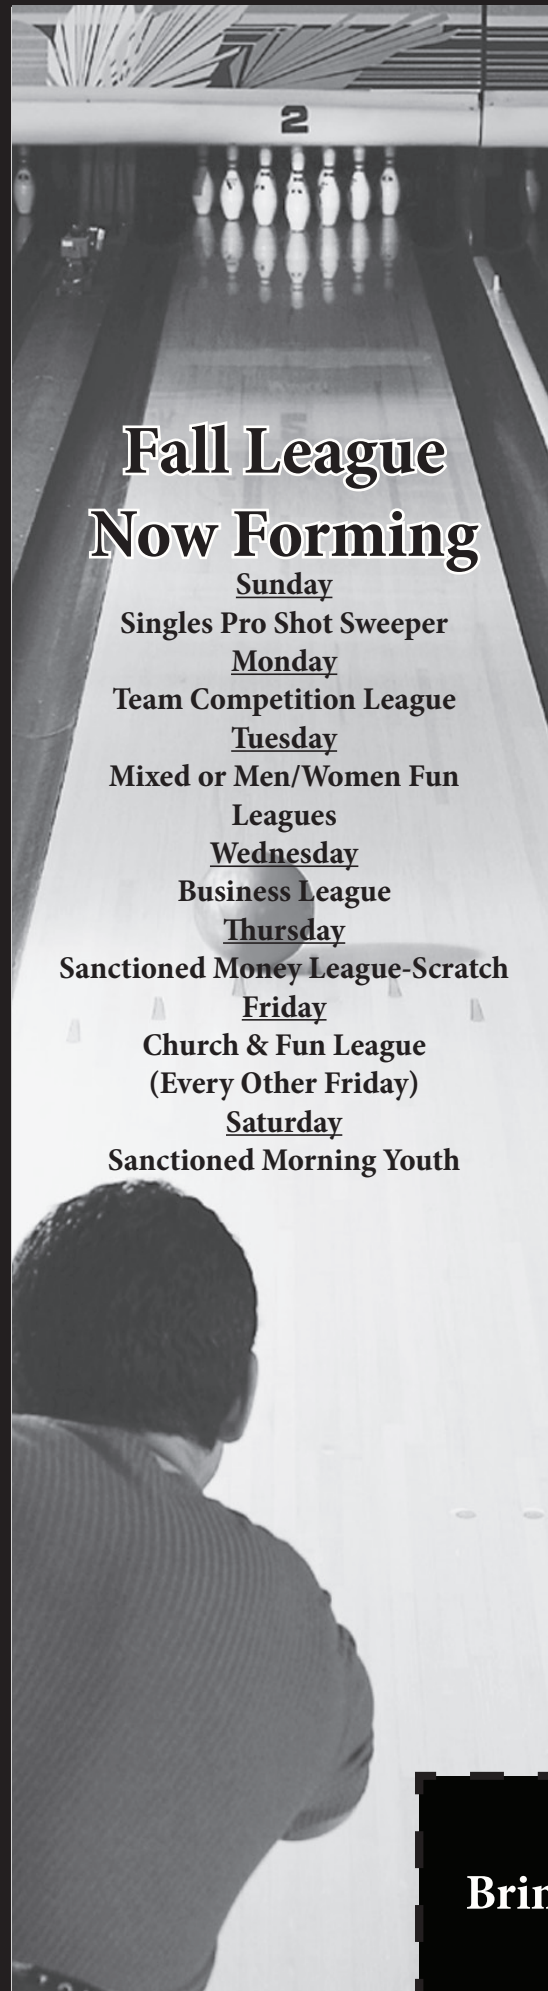 2
Fall League
Now Forming
Sunday
Singles Pro Shot Sweeper
Monday
Team Competition League
Tuesday
Mixed or Men/Women Fun
Leagues
Wednesday
Business League
Thursday
Sanctioned Money League-Scratch
Friday
Church & Fun League
(Every Other Friday)
Saturday
Sanctioned Morning Youth